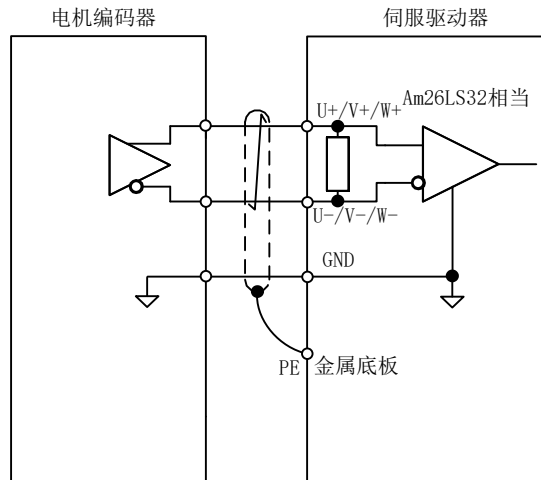 电机编码器
伺服驱动器
U+/V+/W+
Am26LS32相当
U-/V-/W-
GND
PE
金属底板